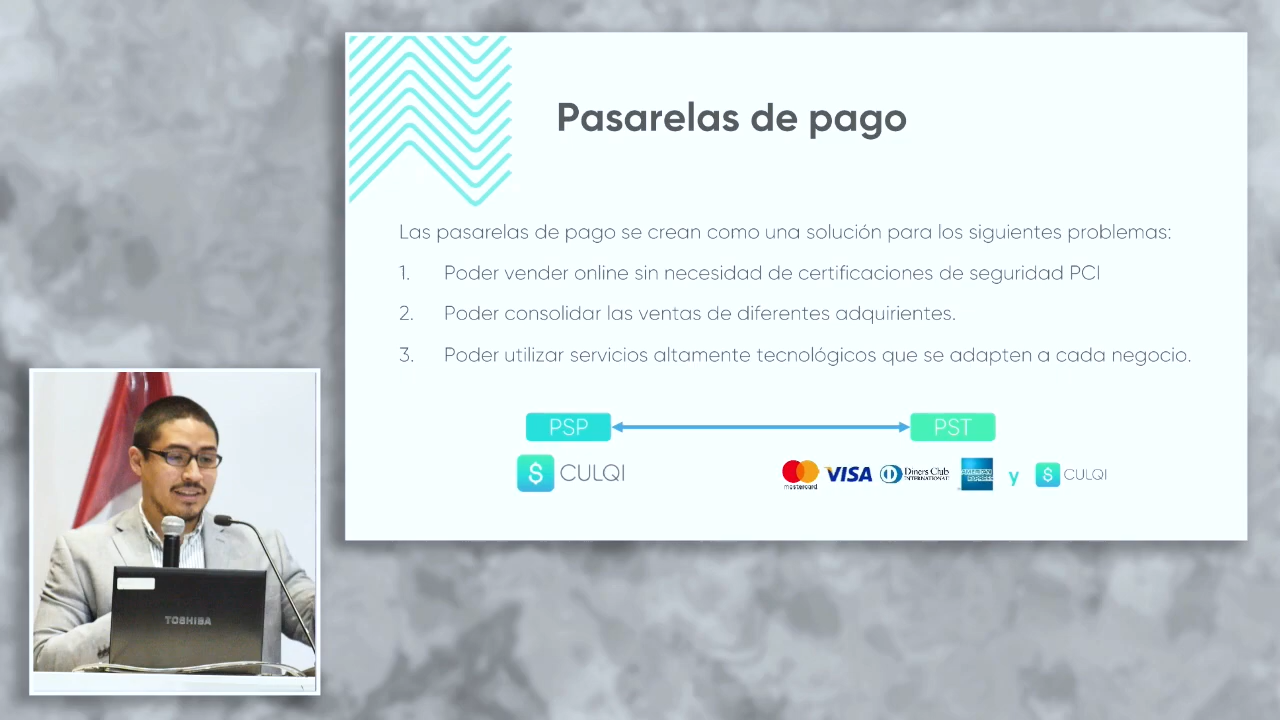 Pasarelas de pago
Las pasarelas de pago se crean como una solución para los siguientes problemas:
1. Poder vender online sin necesidad de certificaciones de seguridad PCI
2. Poder consolidar las ventas de diferentes adquirientes.
3. Poder utilizar servicios altamente tecnológicos que se adapten a cada negocio.
PSP PST
$ CULQI
mastercard VISA Diners Club INTERNATIONAL AMERICAN EXPRESS y $ CULQI
TOSHIBA